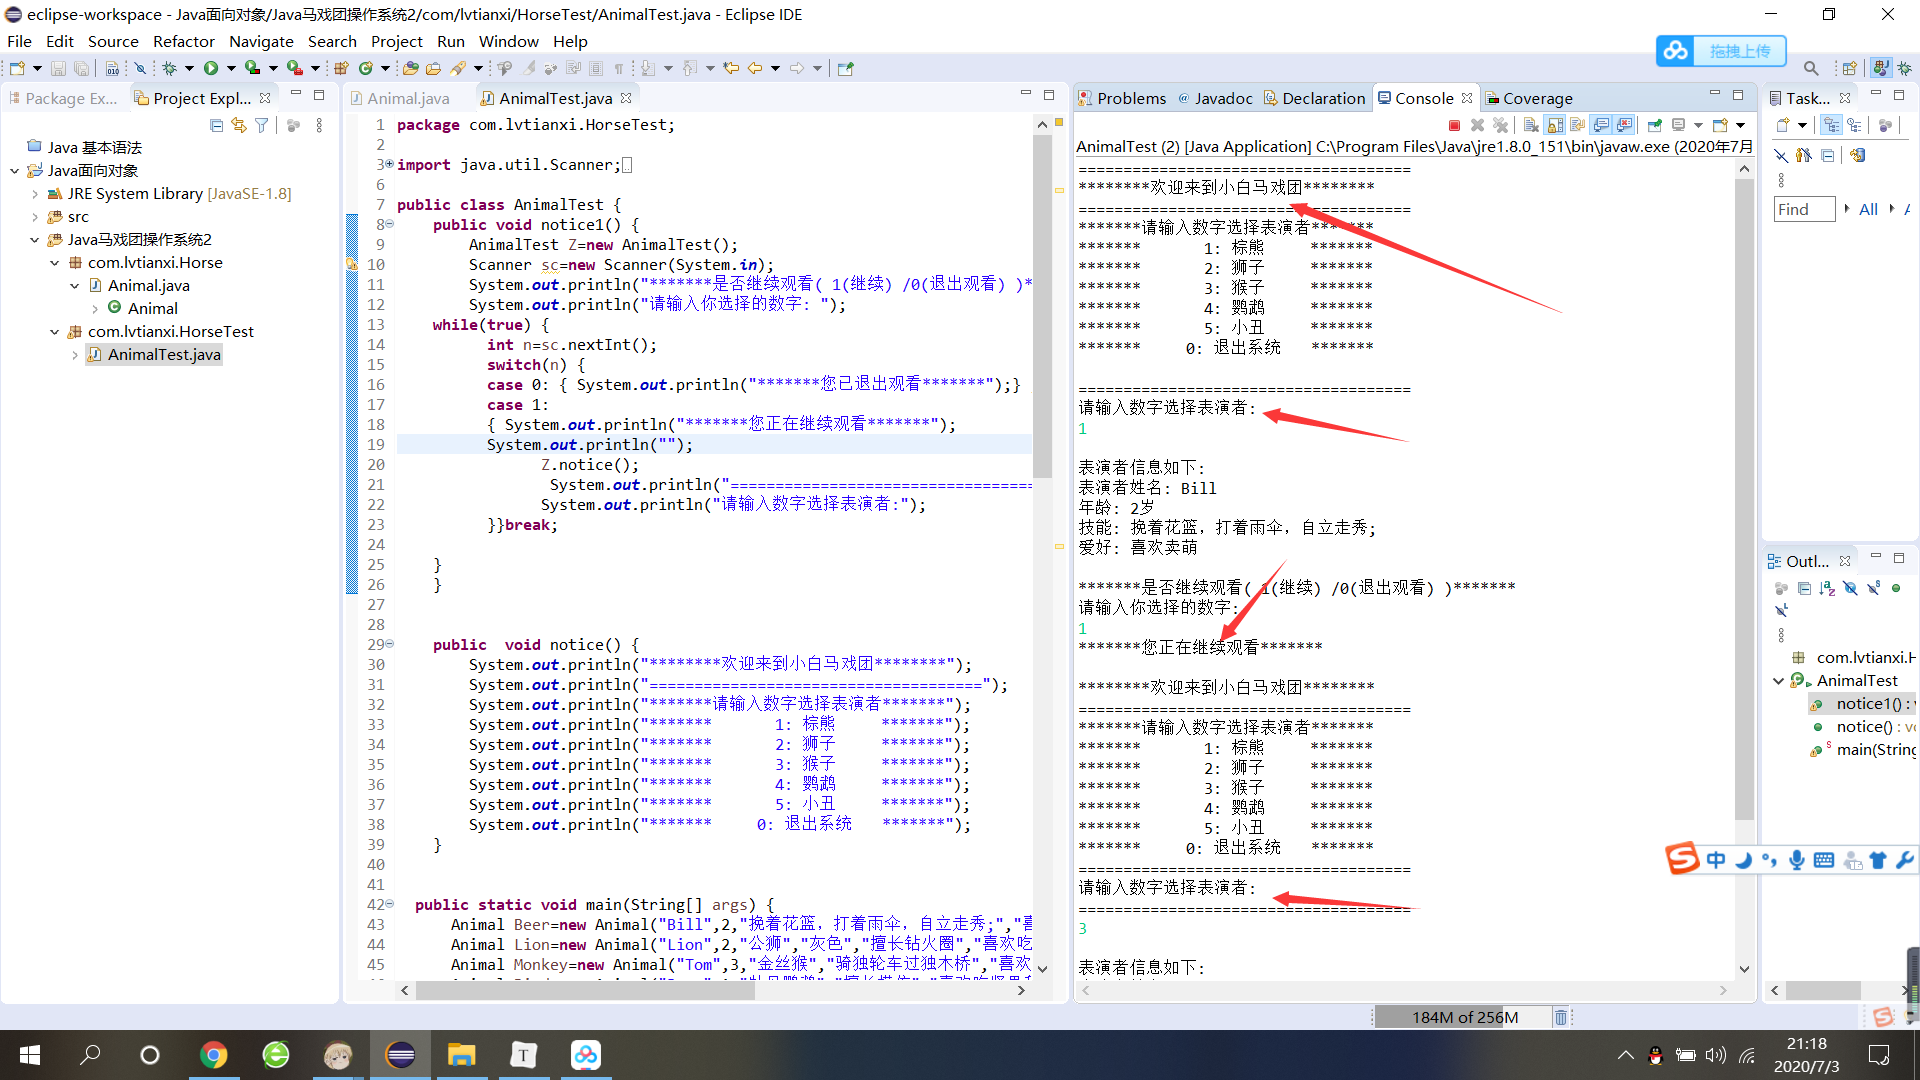 eclipse-workspace - Java面向对象/Java马戏团操作系统2/com/lvtianxi/HorseTest/AnimalTest.java - Eclipse IDE
File Edit Source Refactor Navigate Search Project Run Window Help
拖拽上传
Package Ex... Project Expl...
Java 基本语法
Java面向对象
JRE System Library [JavaSE-1.8]
src
Java马戏团操作系统2
com.lvtianxi.Horse
Animal.java
Animal
com.lvtianxi.HorseTest
AnimalTest.java
Animal.java AnimalTest.java
1 package com.lvtianxi.HorseTest;
2
3 import java.util.Scanner;
6
7 public class AnimalTest {
8 public void notice1() {
9 AnimalTest Z=new AnimalTest();
10 Scanner sc=new Scanner(System.in);
11 System.out.println("*******是否继续观看( 1(继续) /0(退出观看) )*
12 System.out.println("请输入你选择的数字: ");
13 while(true) {
14 int n=sc.nextInt();
15 switch(n) {
16 case 0: { System.out.println("*******您已退出观看*******");}
17 case 1:
18 { System.out.println("*******您正在继续观看*******");
19 System.out.println("");
20 Z.notice();
21 System.out.println("==================================
22 System.out.println("请输入数字选择表演者:");
23 }}break;
24
25 }
26 }
27
28
29 public void notice() {
30 System.out.println("********欢迎来到小白马戏团********");
31 System.out.println("=====================================");
32 System.out.println("*******请输入数字选择表演者*******");
33 System.out.println("******* 1: 棕熊 *******");
34 System.out.println("******* 2: 狮子 *******");
35 System.out.println("******* 3: 猴子 *******");
36 System.out.println("******* 4: 鹦鹉 *******");
37 System.out.println("******* 5: 小丑 *******");
38 System.out.println("******* 0: 退出系统 *******");
39 }
40
41
42 public static void main(String[] args) {
43 Animal Beer=new Animal("Bill",2,"挽着花篮，打着雨伞，自立走秀;","喜
44 Animal Lion=new Animal("Lion",2,"公狮","灰色","擅长钻火圈","喜欢吃
45 Animal Monkey=new Animal("Tom",3,"金丝猴","骑独轮车过独木桥","喜欢
Problems Javadoc Declaration Console Coverage
AnimalTest (2) [Java Application] C:\Program Files\Java\jre1.8.0_151\bin\javaw.exe (2020年7月
=====================================
********欢迎来到小白马戏团********
=====================================
*******请输入数字选择表演者*******
******* 1: 棕熊 *******
******* 2: 狮子 *******
******* 3: 猴子 *******
******* 4: 鹦鹉 *******
******* 5: 小丑 *******
******* 0: 退出系统 *******
=====================================
请输入数字选择表演者:
1
表演者信息如下:
表演者姓名: Bill
年龄: 2岁
技能: 挽着花篮，打着雨伞，自立走秀;
爱好: 喜欢卖萌
*******是否继续观看( 1(继续) /0(退出观看) )*******
请输入你选择的数字:
1
*******您正在继续观看*******
********欢迎来到小白马戏团********
=====================================
*******请输入数字选择表演者*******
******* 1: 棕熊 *******
******* 2: 狮子 *******
******* 3: 猴子 *******
******* 4: 鹦鹉 *******
******* 5: 小丑 *******
******* 0: 退出系统 *******
=====================================
请输入数字选择表演者:
=====================================
3
表演者信息如下:
Task...
Find All
Outl...
com.lvtianxi.H
AnimalTest
notice1() : v
notice() : vo
main(String
中
184M of 256M
21:18
2020/7/3